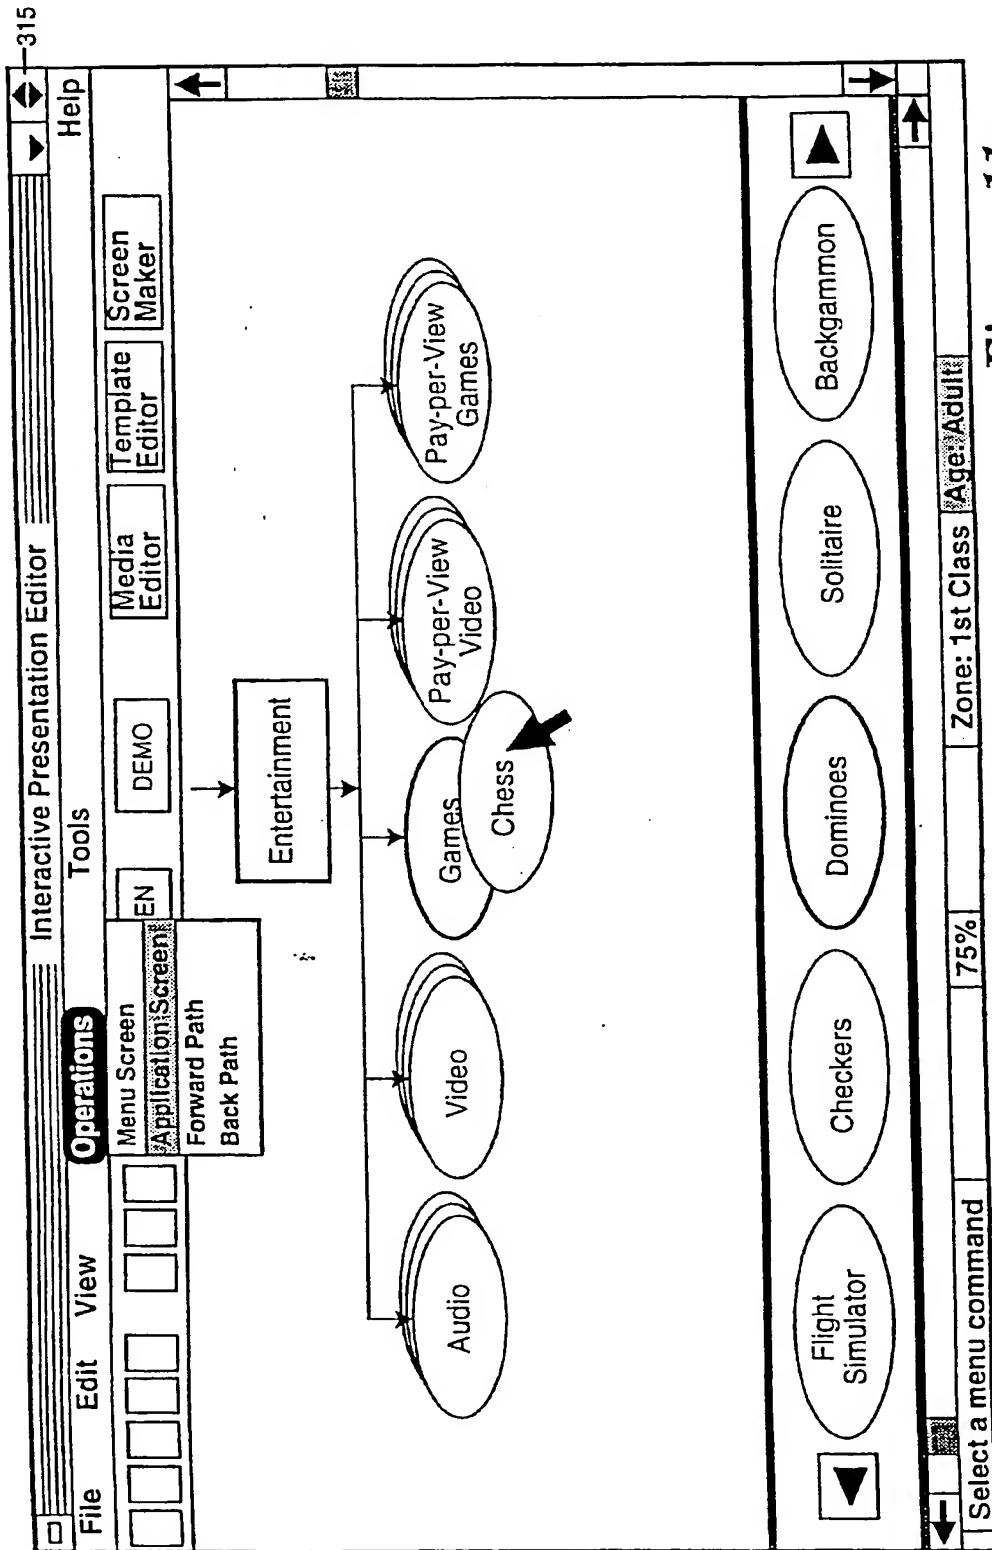 315
Interactive Presentation Editor
File Edit View Operations Tools Help
Menu Screen
Application Screen
Forward Path
Back Path
EN
DEMO
Media
Editor
Template
Editor
Screen
Maker
Entertainment
Audio
Video
Games
Chess
Pay-per-View
Video
Pay-per-View
Games
Flight
Simulator
Checkers
Dominoes
Solitaire
Backgammon
Select a menu command 75% Zone: 1st Class Age: Adult